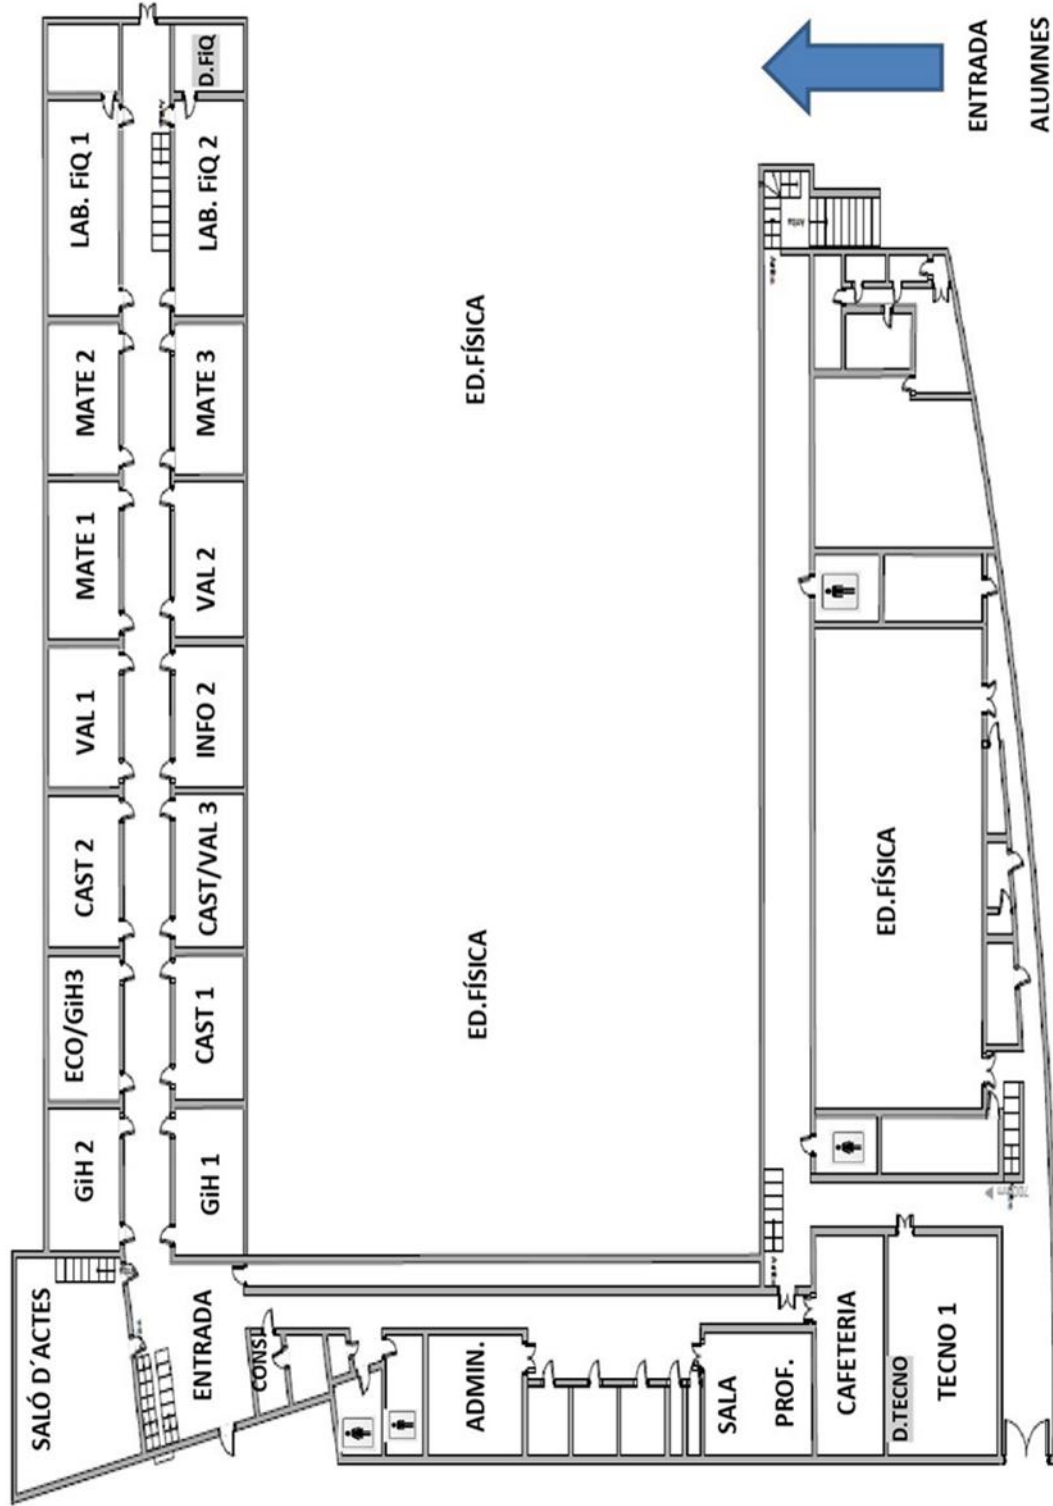 D.FiQ
LAB. FiQ 1
LAB. FiQ 2
MATE 2
MATE 3
MATE 1
VAL 2
VAL 1
INFO 2
CAST 2
CAST/VAL 3
ECO/GiH3
CAST 1
GiH 2
GiH 1
SALÓ D´ACTES
ENTRADA
CONSJ
ADMIN.
SALA
PROF.
CAFETERIA
D.TECNO
TECNO 1
ED.FÍSICA
ED.FÍSICA
ED.FÍSICA
ENTRADA
ALUMNES